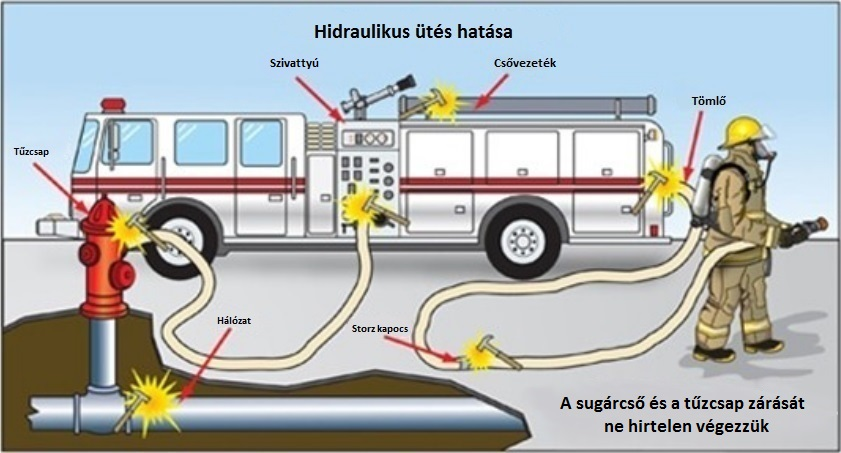 Hidraulikus ütés hatása
Szivattyú
Csővezeték
Tömlő
Tűzcsap
Hálózat
Storz kapocs
A sugárcső és a tűzcsap zárását
ne hirtelen végezzük